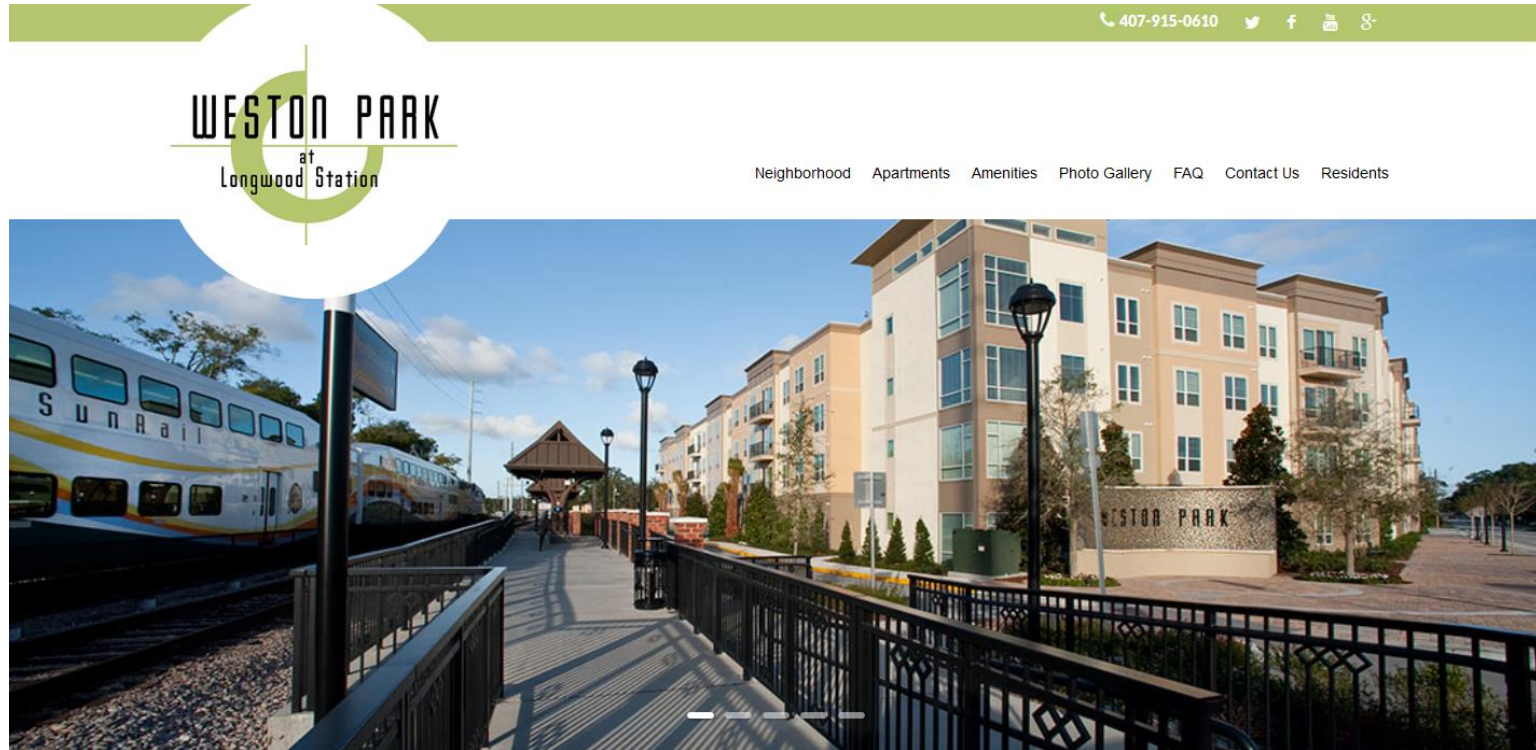 407-915-0610
WESTON PARK
at
Longwood Station
Neighborhood Apartments Amenities Photo Gallery FAQ Contact Us Residents
SunRail
WESTON PARK